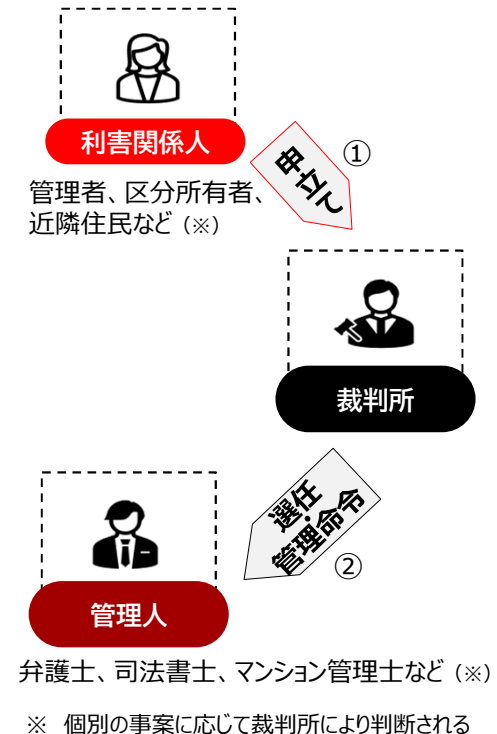 利害関係人
①
申立て
管理者、区分所有者、
近隣住民など（※）
裁判所
選任・
管理命令
②
管理人
弁護士、司法書士、マンション管理士など（※）
※ 個別の事案に応じて裁判所により判断される